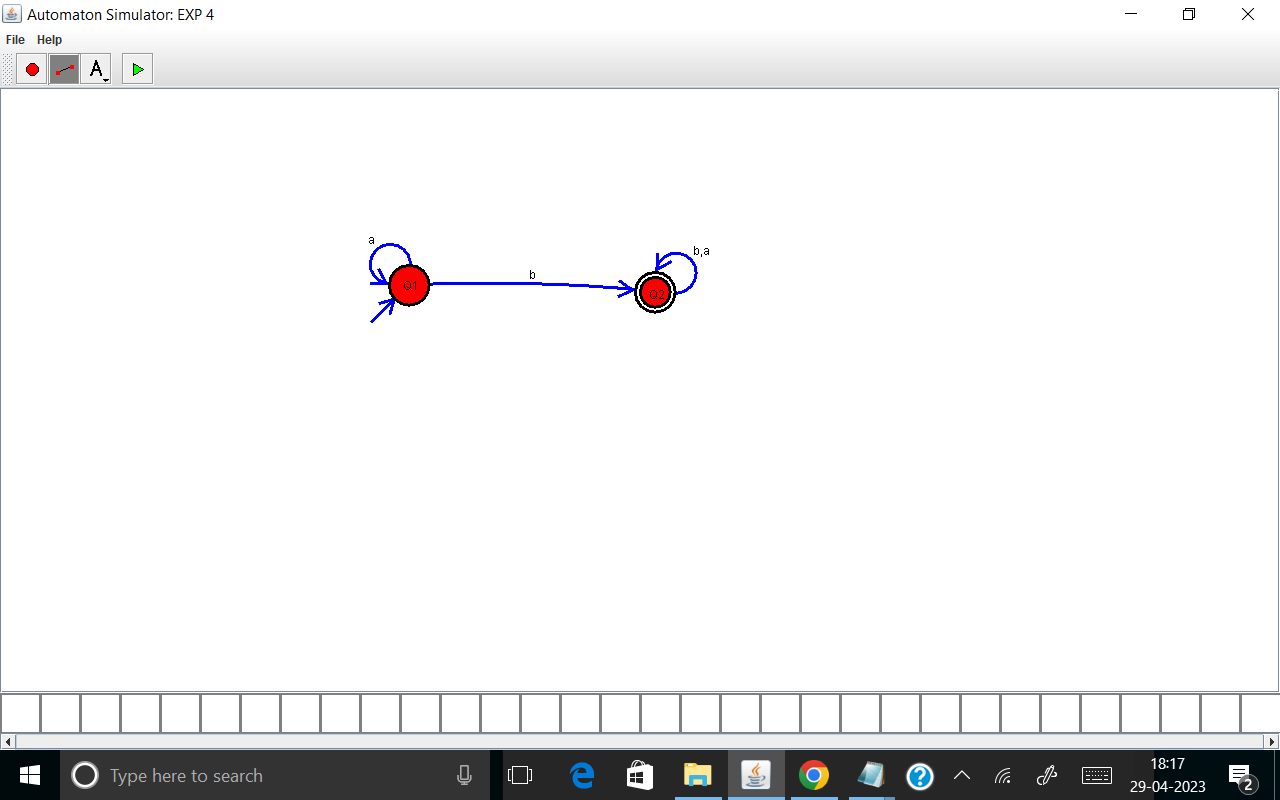 Automaton Simulator: EXP 4
File Help
A
a
b,a
b
Q1
Q2
Type here to search
18:17
29-04-2023
2